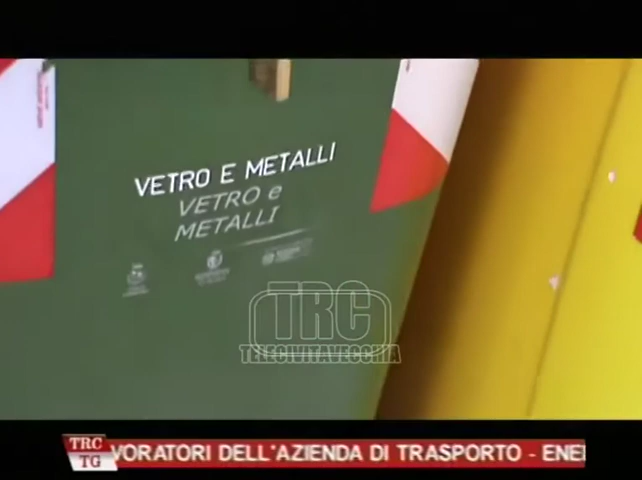 VETRO E METALLI
VETRO e
METALLI
TRC
TELECIVITAVECCHIA
TRC
TG
VORATORI DELL'AZIENDA DI TRASPORTO - ENE